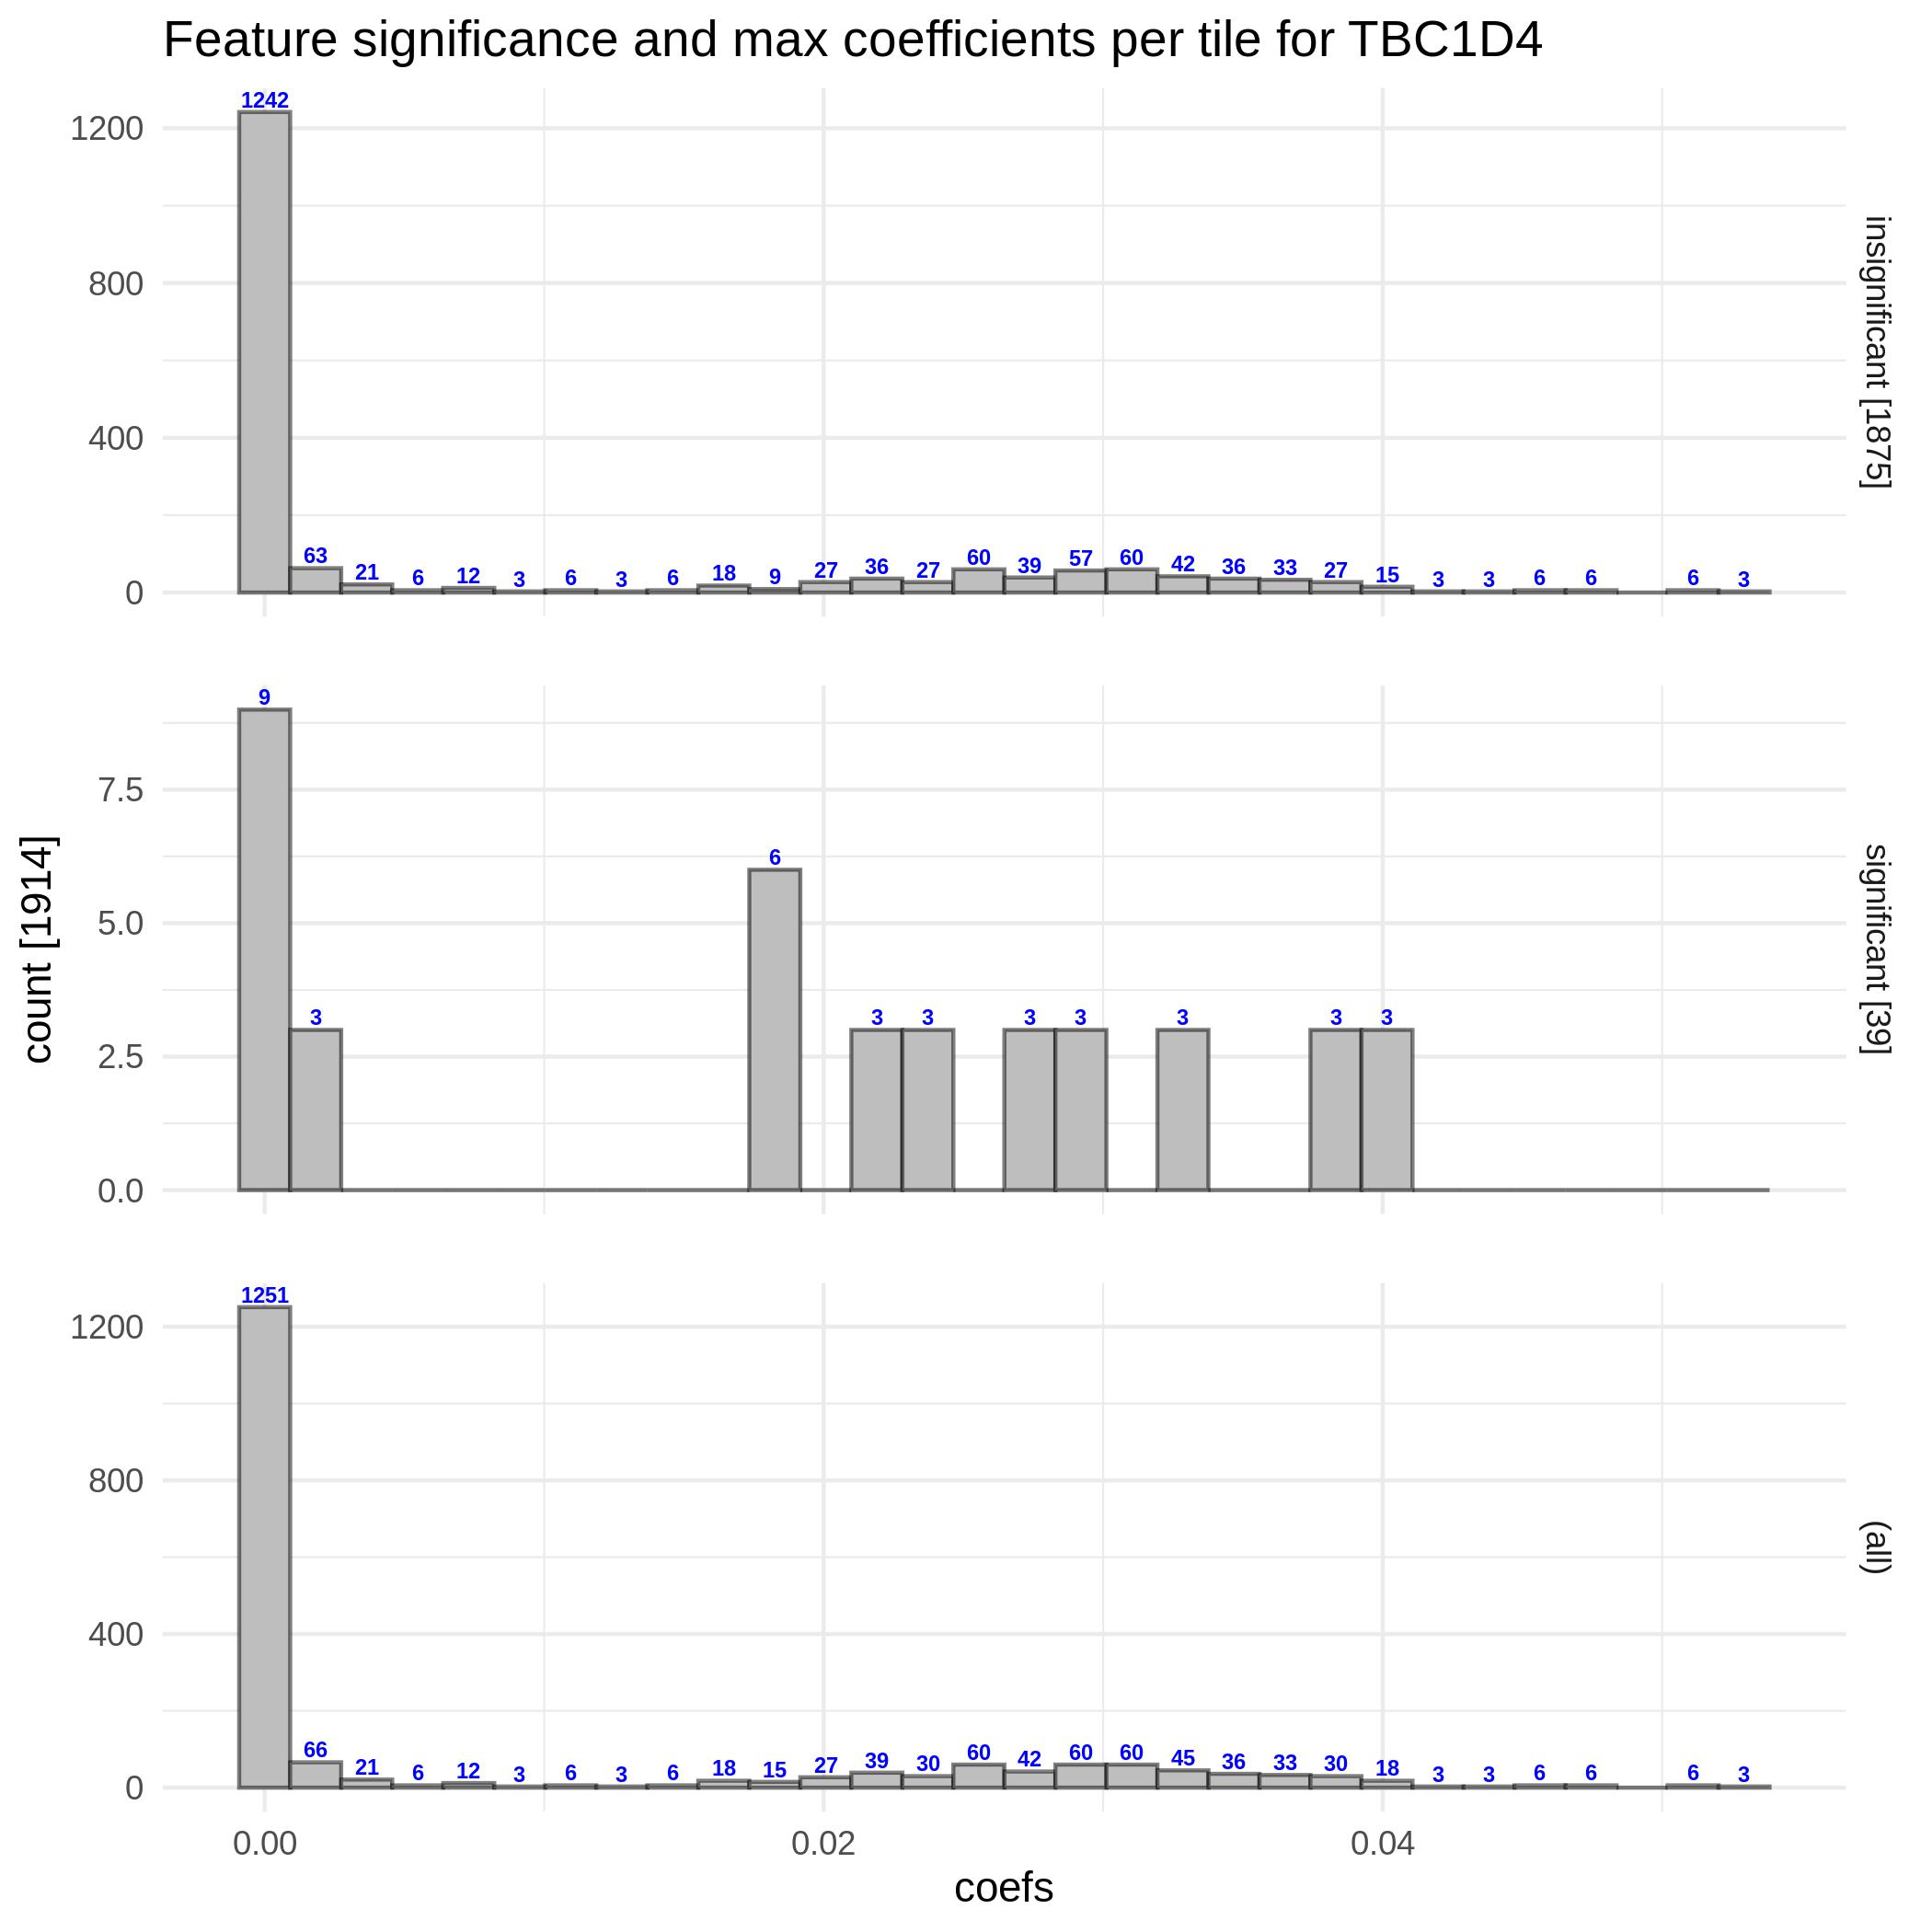 Feature significance and max coefficients per tile for TBC1D4
count [1914]
1200
800
400
0
1242 63 21 6 12 3 6 3 6 18 9 27 36 27 60 39 57 60 42 36 33 27 15 3 3 6 6 6 3
insignificant [1875]
7.5
5.0
2.5
0.0
9 3 6 3 3 3 3 3 3 3
significant [39]
1200
800
400
0
1251 66 21 6 12 3 6 3 6 18 15 27 39 30 60 42 60 60 45 36 33 30 18 3 3 6 6 6 3
(all)
0.00 0.02 0.04
coefs